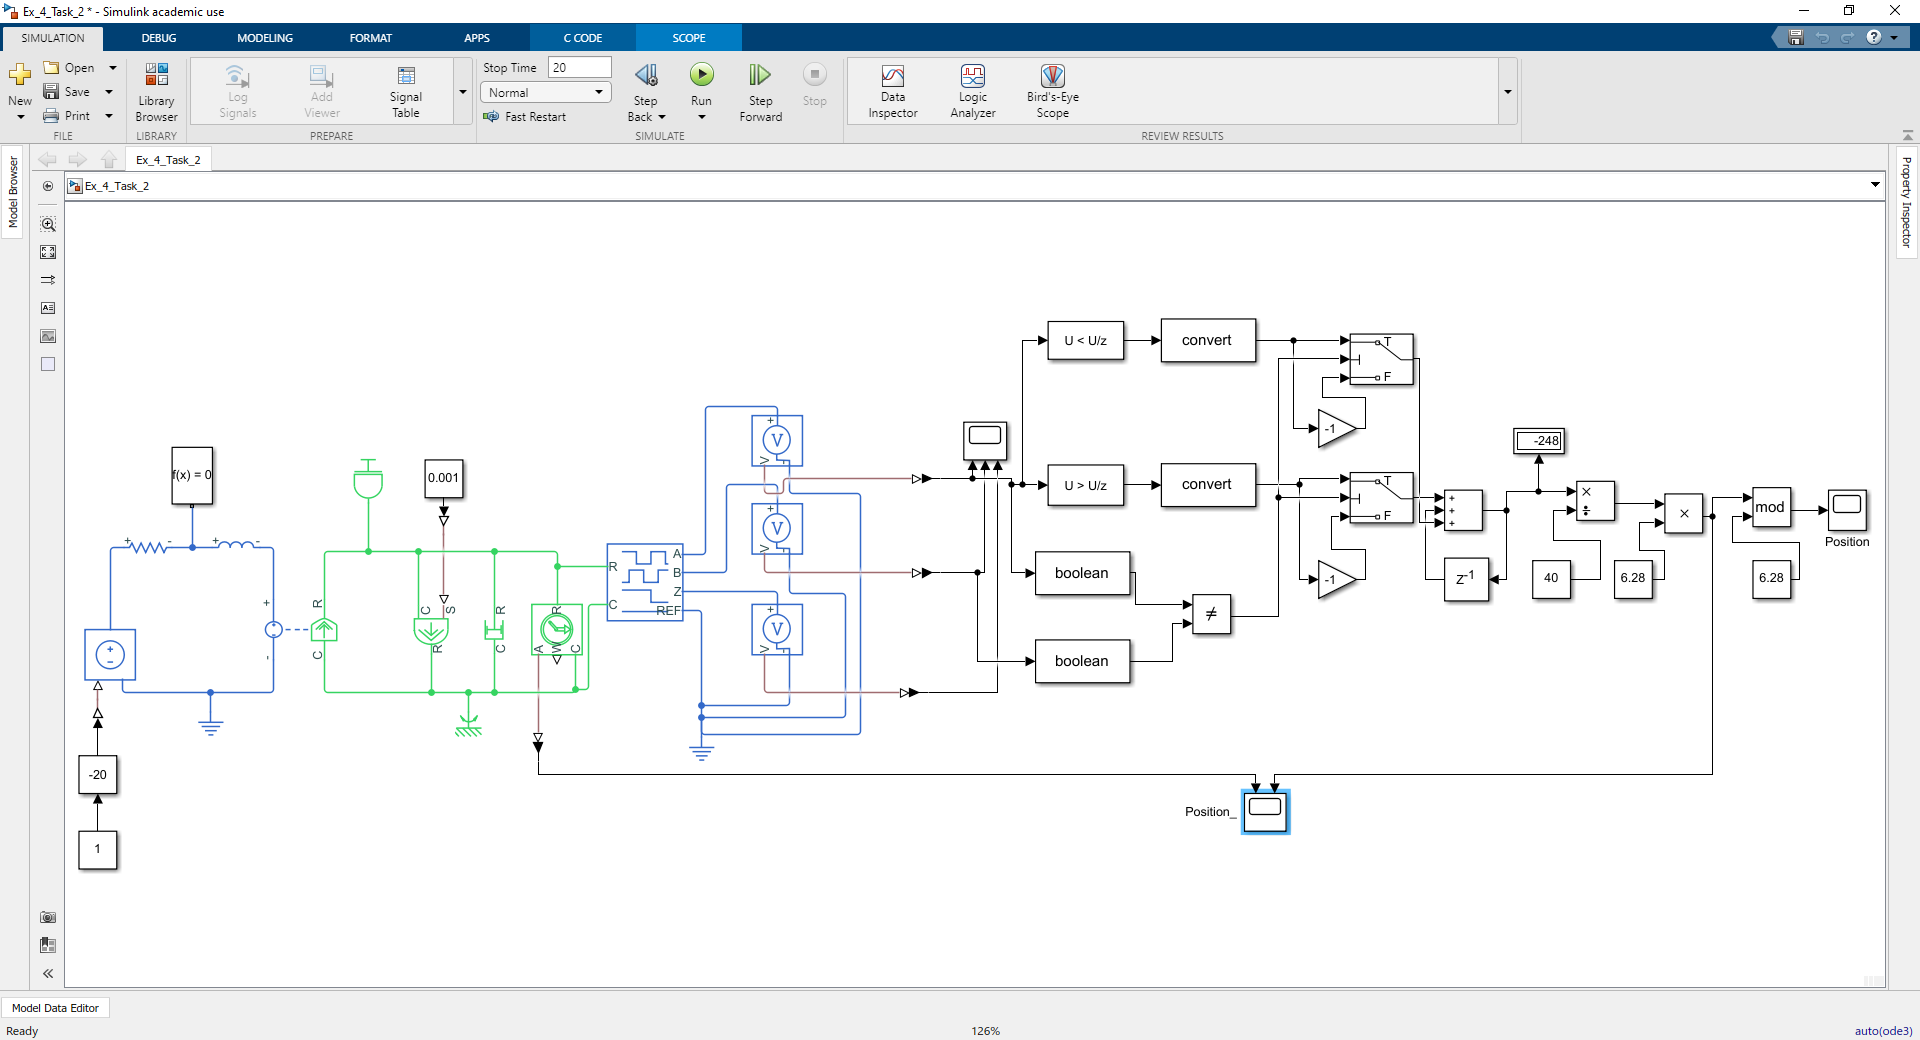 Ex_4_Task_2 * - Simulink academic use
SIMULATION DEBUG MODELING FORMAT APPS C CODE SCOPE
New
Open
Save
Print
FILE
Library Browser
LIBRARY
Log Signals
Add Viewer
Signal Table
PREPARE
Stop Time 20
Normal
Fast Restart
Step Back
Run
Step Forward
Stop
SIMULATE
Data Inspector
Logic Analyzer
Bird's-Eye Scope
REVIEW RESULTS
Model Browser
Ex_4_Task_2
Ex_4_Task_2
Property Inspector
U < U/z
convert
T
F
-1
f(x) = 0
0.001
V
V
V
U > U/z
convert
T
F
-1
-248
×
÷
×
mod
Position
R
C
A
B
Z
REF
R
C
C
S
R
R
C
R
A
W
C
boolean
boolean
≠
Z-1
40
6.28
6.28
-20
1
Position_
Model Data Editor
Ready
126%
auto(ode3)